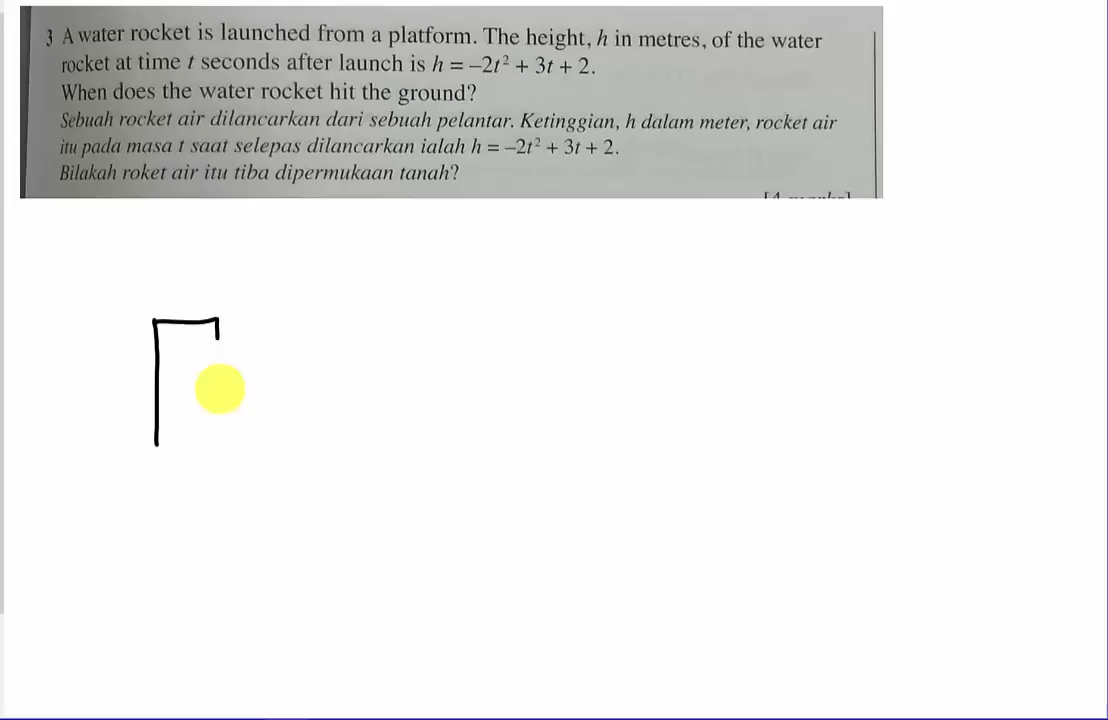 3 A water rocket is launched from a platform. The height, h in metres, of the water
rocket at time t seconds after launch is h = –2t² + 3t + 2.
When does the water rocket hit the ground?
Sebuah rocket air dilancarkan dari sebuah pelantar. Ketinggian, h dalam meter, rocket air
itu pada masa t saat selepas dilancarkan ialah h = –2t² + 3t + 2.
Bilakah roket air itu tiba dipermukaan tanah?